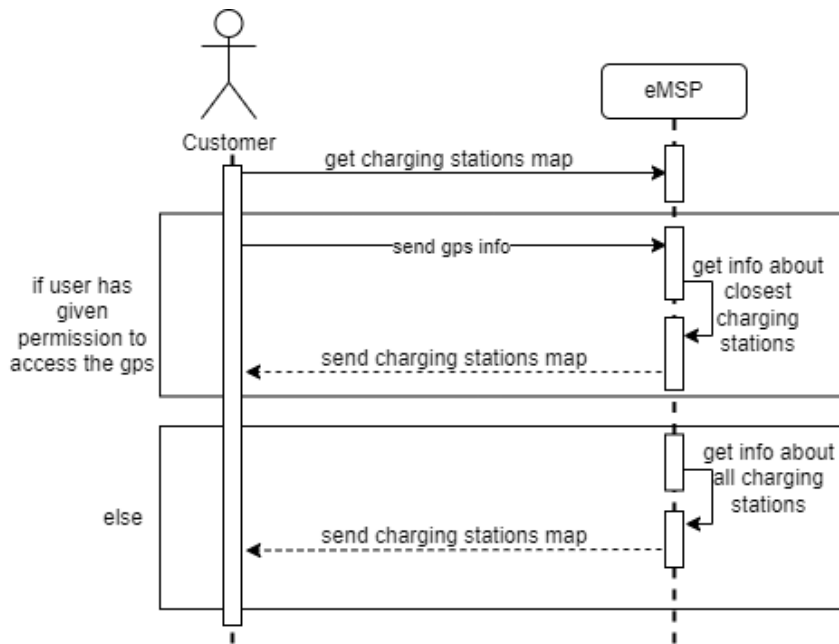 eMSP
Customer
get charging stations map
send gps info
if user has
given
permission to
access the gps
get info about
closest
charging
stations
send charging stations map
get info about
all charging
stations
else
send charging stations map